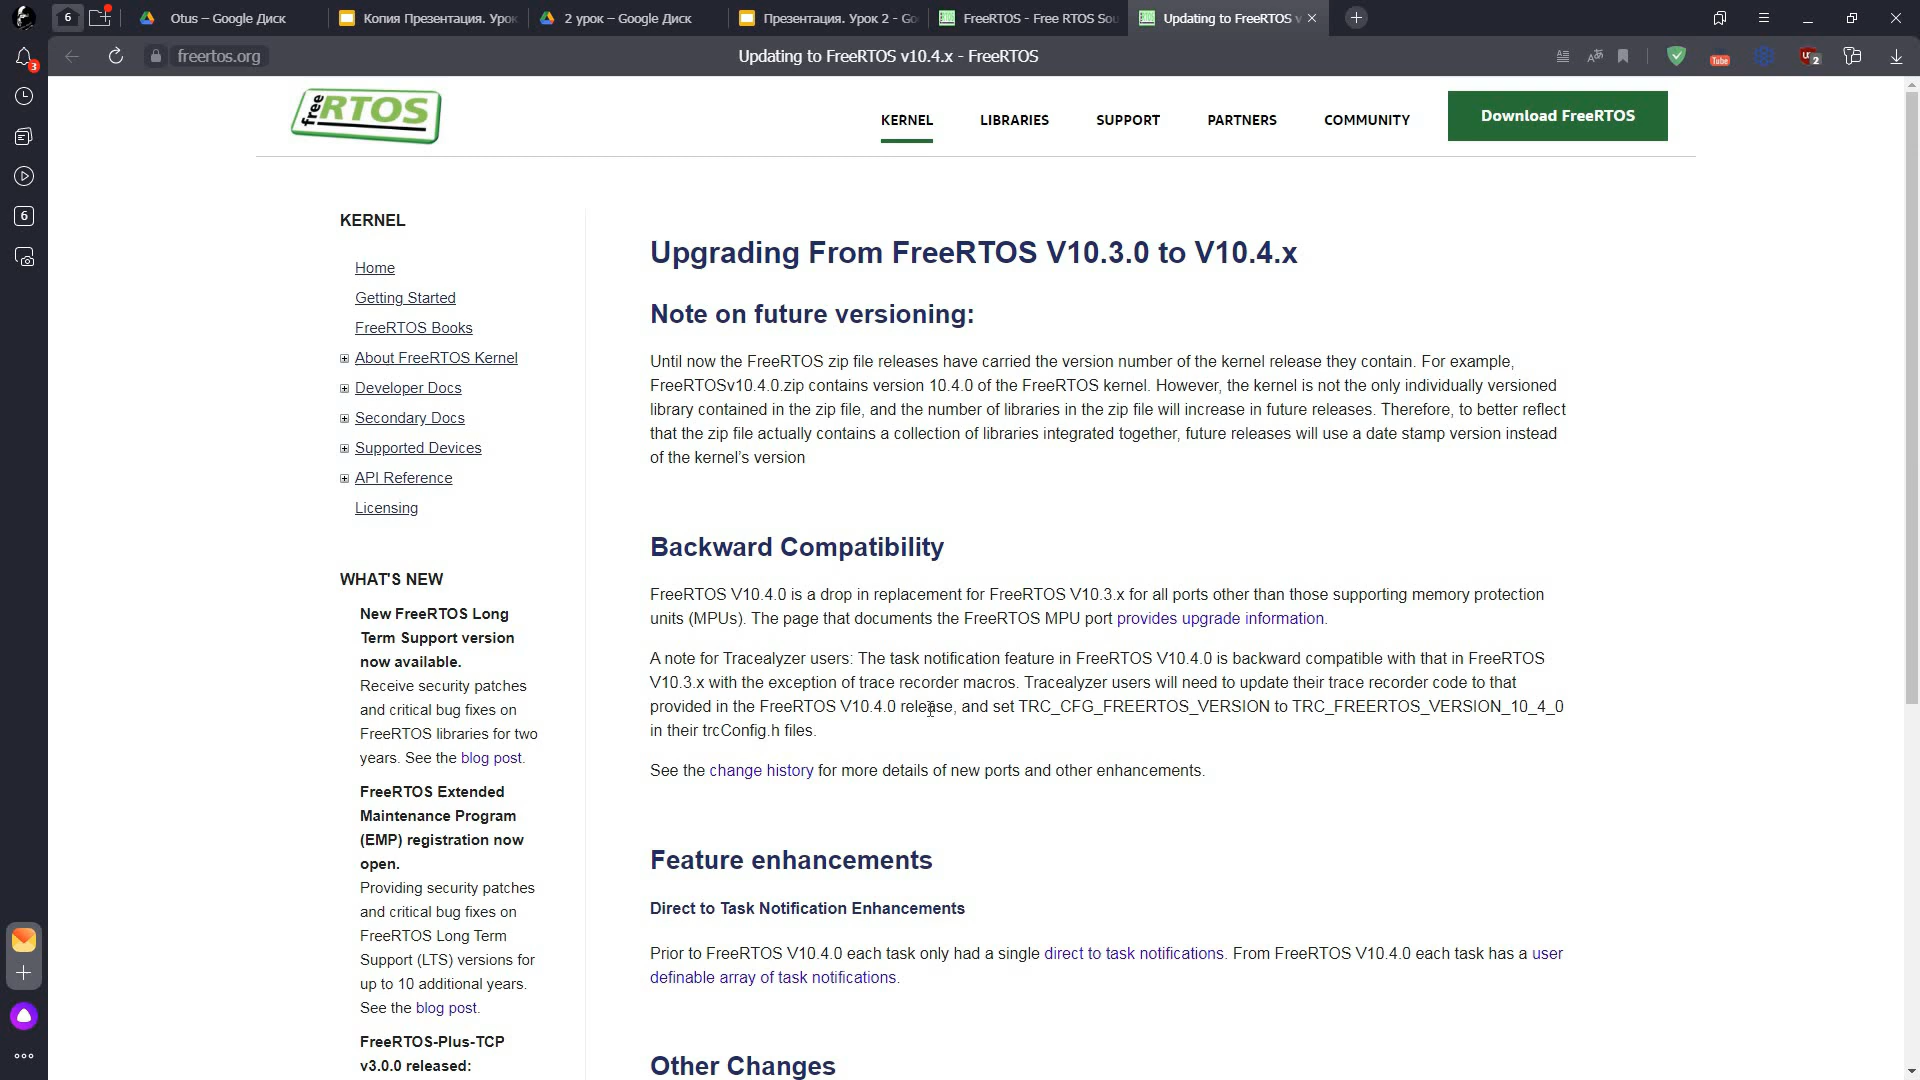 6
Otus – Google Диск
Копия Презентация. Урок
2 урок – Google Диск
Презентация. Урок 2 - Go
FreeRTOS - Free RTOS Sou
Updating to FreeRTOS v
3
freertos.org
Updating to FreeRTOS v10.4.x - FreeRTOS
Tube
2
6
free RTOS
KERNEL
LIBRARIES
SUPPORT
PARTNERS
COMMUNITY
Download FreeRTOS
KERNEL
Home
Getting Started
FreeRTOS Books
About FreeRTOS Kernel
Developer Docs
Secondary Docs
Supported Devices
API Reference
Licensing
WHAT'S NEW
New FreeRTOS Long
Term Support version
now available.
Receive security patches
and critical bug fixes on
FreeRTOS libraries for two
years. See the blog post.
FreeRTOS Extended
Maintenance Program
(EMP) registration now
open.
Providing security patches
and critical bug fixes on
FreeRTOS Long Term
Support (LTS) versions for
up to 10 additional years.
See the blog post.
FreeRTOS-Plus-TCP
v3.0.0 released:
Upgrading From FreeRTOS V10.3.0 to V10.4.x
Note on future versioning:
Until now the FreeRTOS zip file releases have carried the version number of the kernel release they contain. For example,
FreeRTOSv10.4.0.zip contains version 10.4.0 of the FreeRTOS kernel. However, the kernel is not the only individually versioned
library contained in the zip file, and the number of libraries in the zip file will increase in future releases. Therefore, to better reflect
that the zip file actually contains a collection of libraries integrated together, future releases will use a date stamp version instead
of the kernel's version
Backward Compatibility
FreeRTOS V10.4.0 is a drop in replacement for FreeRTOS V10.3.x for all ports other than those supporting memory protection
units (MPUs). The page that documents the FreeRTOS MPU port provides upgrade information.
A note for Tracealyzer users: The task notification feature in FreeRTOS V10.4.0 is backward compatible with that in FreeRTOS
V10.3.x with the exception of trace recorder macros. Tracealyzer users will need to update their trace recorder code to that
provided in the FreeRTOS V10.4.0 release, and set TRC_CFG_FREERTOS_VERSION to TRC_FREERTOS_VERSION_10_4_0
in their trcConfig.h files.
See the change history for more details of new ports and other enhancements.
Feature enhancements
Direct to Task Notification Enhancements
Prior to FreeRTOS V10.4.0 each task only had a single direct to task notifications. From FreeRTOS V10.4.0 each task has a user
definable array of task notifications.
Other Changes